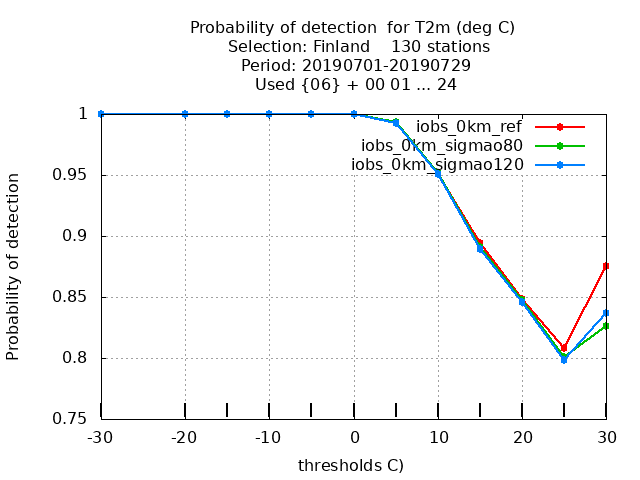 Probability of detection  for T2m (deg C)
Selection: Finland    130 stations
Period: 20190701-20190729
Used {06} + 00 01 ... 24
iobs_0km_ref
iobs_0km_sigmao80
iobs_0km_sigmao120
Probability of detection
1
0.95
0.9
0.85
0.8
0.75
-30 -20 -10 0 10 20 30
thresholds C)